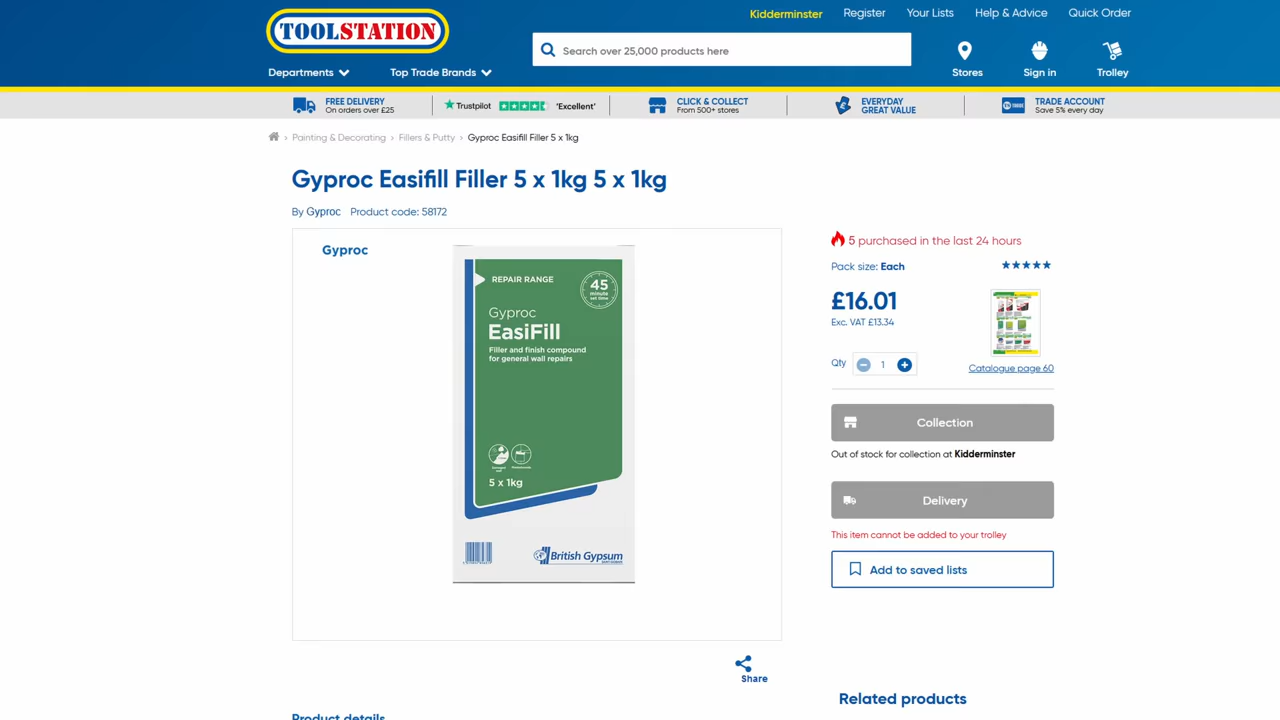 Kidderminster Register Your Lists Help & Advice Quick Order
TOOLSTATION
Search over 25,000 products here
Departments Top Trade Brands Stores Sign in Trolley
FREE DELIVERY
On orders over £25
Trustpilot 'Excellent'
CLICK & COLLECT
From 500+ stores
EVERYDAY
GREAT VALUE
TRADE ACCOUNT
Save 5% every day
Painting & Decorating › Fillers & Putty › Gyproc Easifill Filler 5 x 1kg
Gyproc Easifill Filler 5 x 1kg 5 x 1kg
By Gyproc Product code: 58172
Gyproc
REPAIR RANGE
45
minute
set time
Gyproc
EasiFill
Filler and finish compound
for general wall repairs
5 x 1kg
British Gypsum
5 purchased in the last 24 hours
Pack size: Each
£16.01
Exc. VAT £13.34
Qty 1
Catalogue page 60
Collection
Out of stock for collection at Kidderminster
Delivery
This item cannot be added to your trolley
Add to saved lists
Share
Related products
Product details